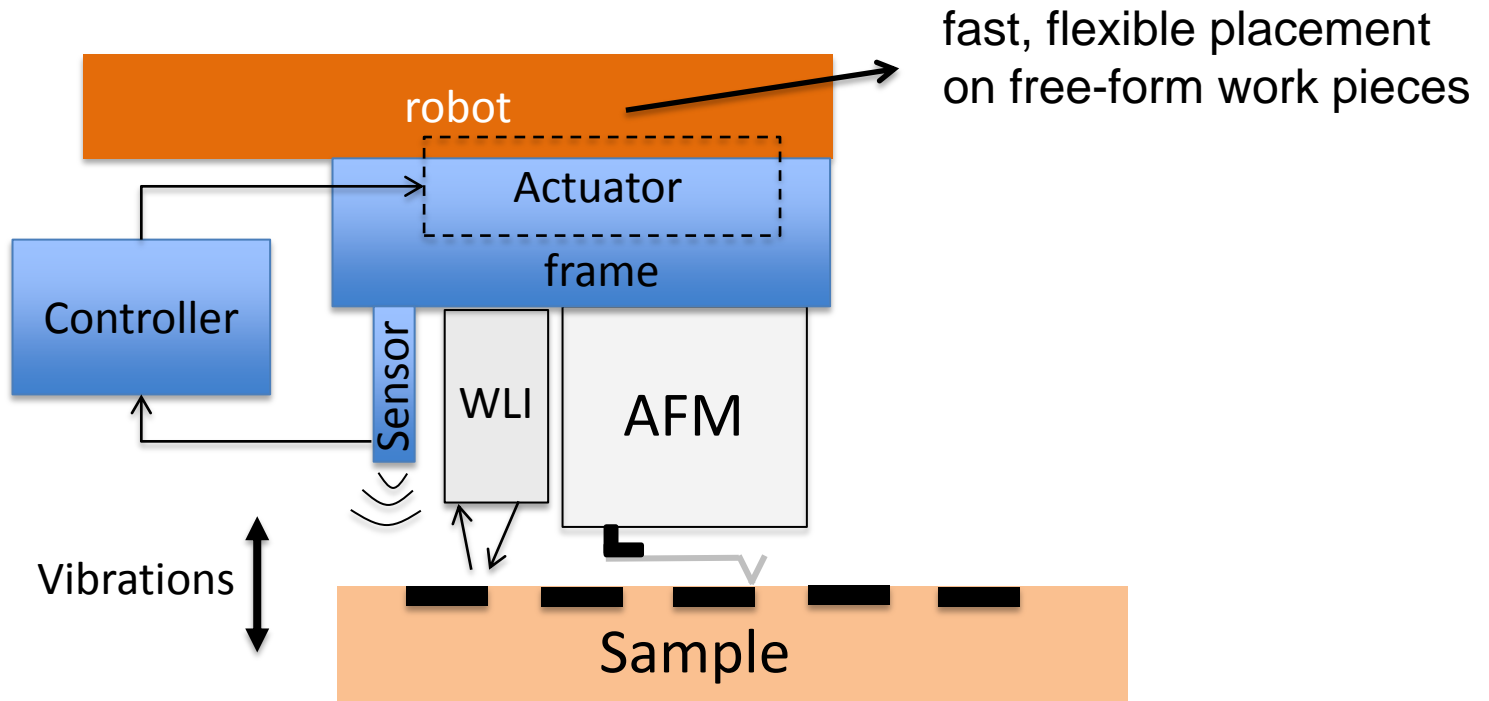 fast, flexible placement
on free-form work pieces
robot
Actuator
frame
Controller
Sensor
WLI
AFM
Vibrations
Sample